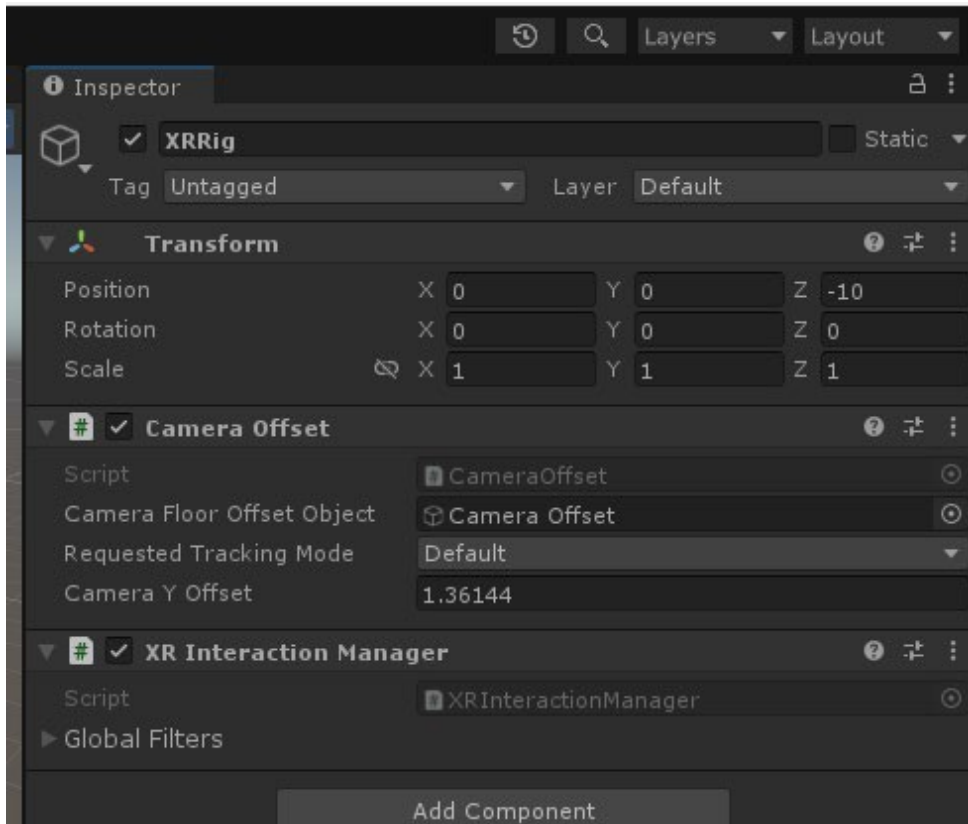 Layers Layout
Inspector
XRRig Static
Tag Untagged Layer Default
Transform
Position X 0 Y 0 Z -10
Rotation X 0 Y 0 Z 0
Scale X 1 Y 1 Z 1
# Camera Offset
Script # CameraOffset
Camera Floor Offset Object Camera Offset
Requested Tracking Mode Default
Camera Y Offset 1.36144
# XR Interaction Manager
Script # XRInteractionManager
Global Filters
Add Component